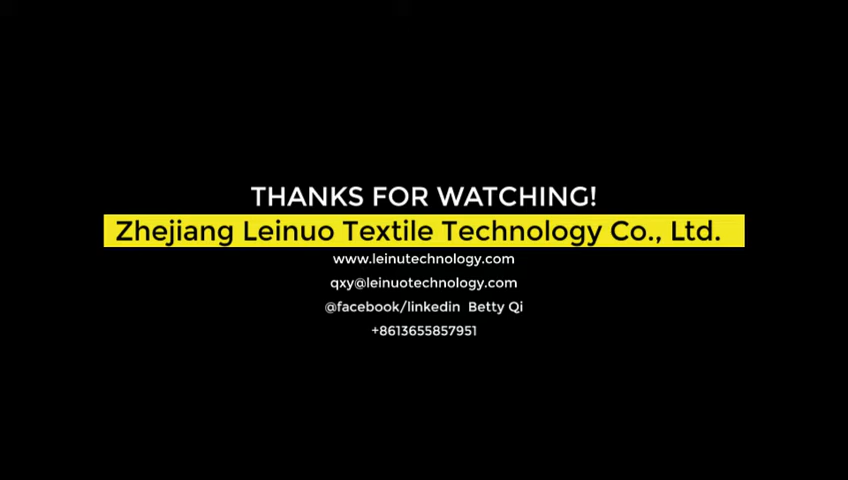 THANKS FOR WATCHING!
Zhejiang Leinuo Textile Technology Co., Ltd.
www.leinutechnology.com
qxy@leinuotechnology.com
@facebook/linkedin Betty Qi
+8613655857951